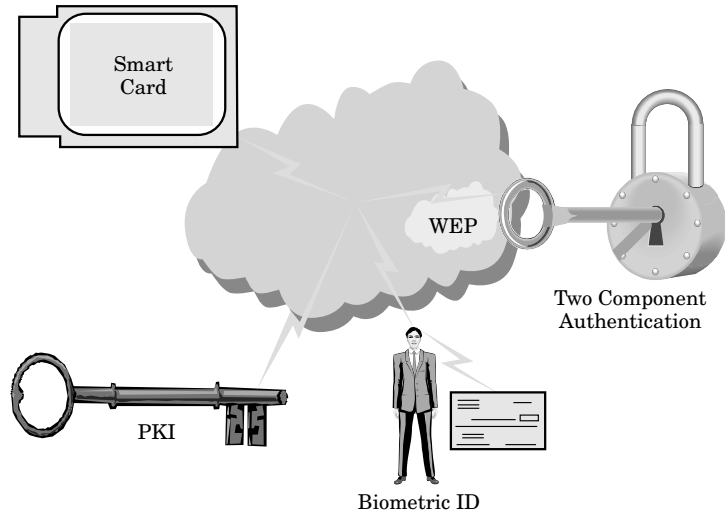 Smart
Card
WEP
Two Component
Authentication
PKI
Biometric ID